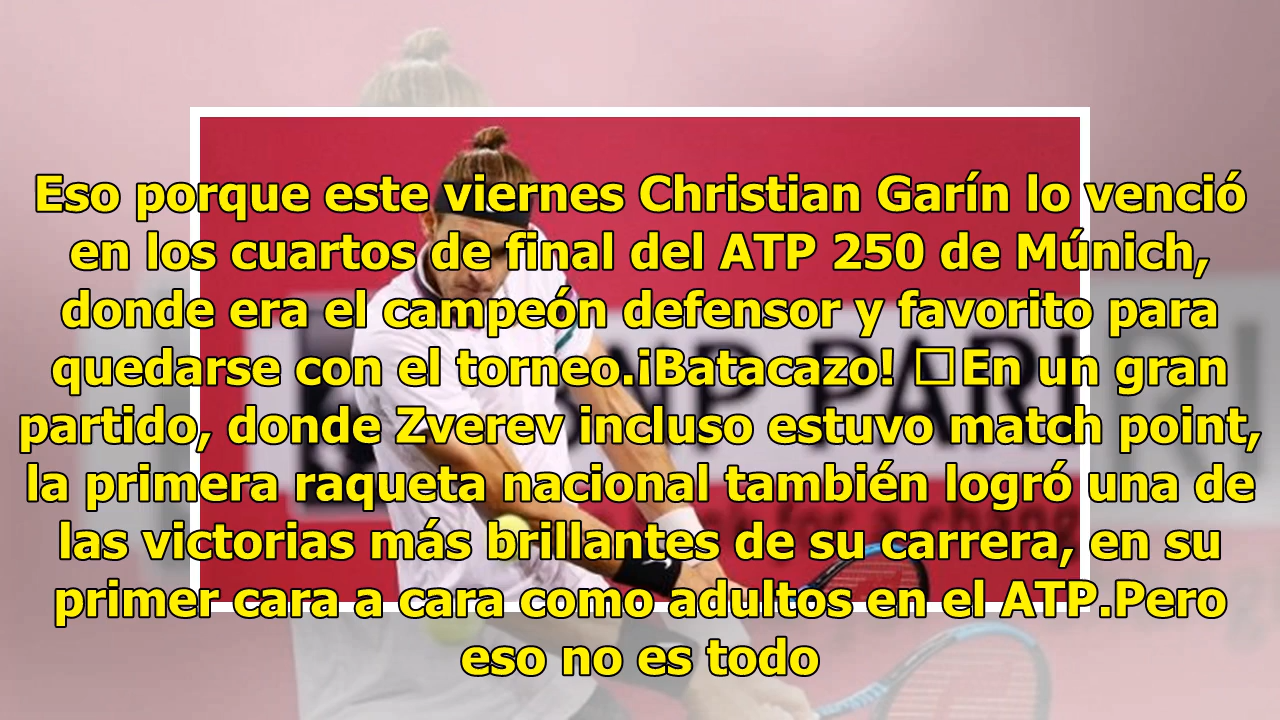 Eso porque este viernes Christian Garín lo venció
en los cuartos de final del ATP 250 de Múnich,
donde era el campeón defensor y favorito para
quedarse con el torneo.¡Batacazo! □En un gran
partido, donde Zverev incluso estuvo match point,
la primera raqueta nacional también logró una de
las victorias más brillantes de su carrera, en su
primer cara a cara como adultos en el ATP.Pero
eso no es todo